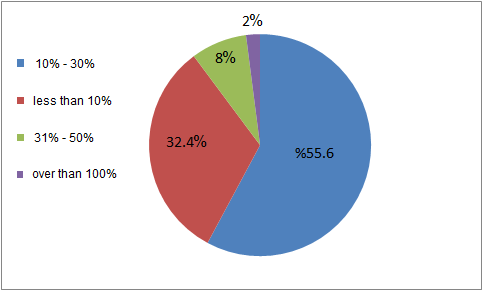 2%
10% - 30%
8%
less than 10%
31% - 50%
32.4%
%55.6
over than 100%